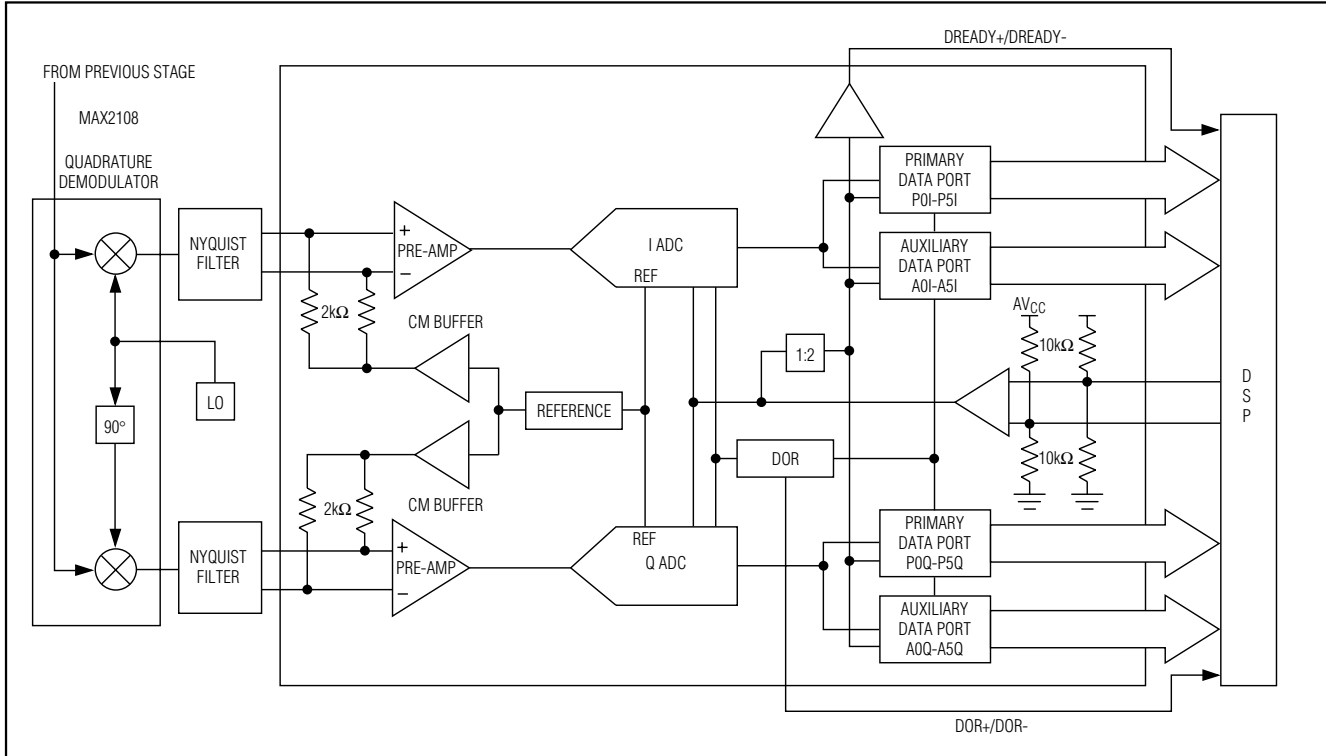 DREADY+/DREADY-
FROM PREVIOUS STAGE
MAX2108
QUADRATURE
DEMODULATOR
NYQUIST
FILTER
+
PRE-AMP
−
I ADC
REF
PRIMARY
DATA PORT
P0I-P5I
AUXILIARY
DATA PORT
A0I-A5I
2kΩ
CM BUFFER
AVCC
10kΩ
1:2
LO
90°
REFERENCE
D
S
P
DOR
10kΩ
CM BUFFER
2kΩ
NYQUIST
FILTER
+
PRE-AMP
−
REF
Q ADC
PRIMARY
DATA PORT
P0Q-P5Q
AUXILIARY
DATA PORT
A0Q-A5Q
DOR+/DOR-